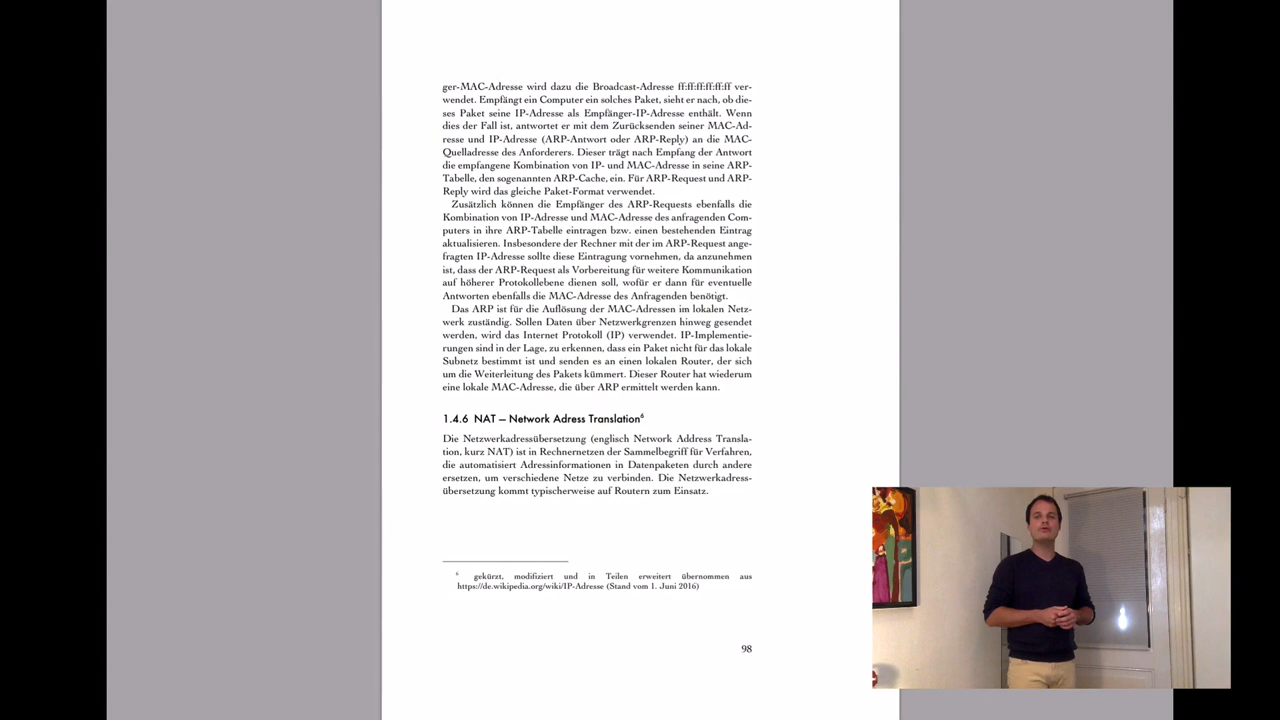 ger-MAC-Adresse wird dazu die Broadcast-Adresse ff:ff:ff:ff:ff:ff ver-
wendet. Empfängt ein Computer ein solches Paket, sieht er nach, ob die-
ses Paket seine IP-Adresse als Empfänger-IP-Adresse enthält. Wenn
dies der Fall ist, antwortet er mit dem Zurücksenden seiner MAC-Ad-
resse und IP-Adresse (ARP-Antwort oder ARP-Reply) an die MAC-
Quelladresse des Anforderers. Dieser trägt nach Empfang der Antwort
die empfangene Kombination von IP- und MAC-Adresse in seine ARP-
Tabelle, den sogenannten ARP-Cache, ein. Für ARP-Request und ARP-
Reply wird das gleiche Paket-Format verwendet.
Zusätzlich können die Empfänger des ARP-Requests ebenfalls die
Kombination von IP-Adresse und MAC-Adresse des anfragenden Com-
puters in ihre ARP-Tabelle eintragen bzw. einen bestehenden Eintrag
aktualisieren. Insbesondere der Rechner mit der im ARP-Request ange-
fragten IP-Adresse sollte diese Eintragung vornehmen, da anzunehmen
ist, dass der ARP-Request als Vorbereitung für weitere Kommunikation
auf höherer Protokollebene dienen soll, wofür er dann für eventuelle
Antworten ebenfalls die MAC-Adresse des Anfragenden benötigt.
Das ARP ist für die Auflösung der MAC-Adressen im lokalen Netz-
werk zuständig. Sollen Daten über Netzwerkgrenzen hinweg gesendet
werden, wird das Internet Protokoll (IP) verwendet. IP-Implementie-
rungen sind in der Lage, zu erkennen, dass ein Paket nicht für das lokale
Subnetz bestimmt ist und senden es an einen lokalen Router, der sich
um die Weiterleitung des Pakets kümmert. Dieser Router hat wiederum
eine lokale MAC-Adresse, die über ARP ermittelt werden kann.
1.4.6 NAT – Network Adress Translation⁶
Die Netzwerkadressübersetzung (englisch Network Address Transla-
tion, kurz NAT) ist in Rechnernetzen der Sammelbegriff für Verfahren,
die automatisiert Adressinformationen in Datenpaketen durch andere
ersetzen, um verschiedene Netze zu verbinden. Die Netzwerkadress-
übersetzung kommt typischerweise auf Routern zum Einsatz.
⁶ gekürzt, modifiziert und in Teilen erweitert übernommen aus
https://de.wikipedia.org/wiki/IP-Adresse (Stand vom 1. Juni 2016)
98